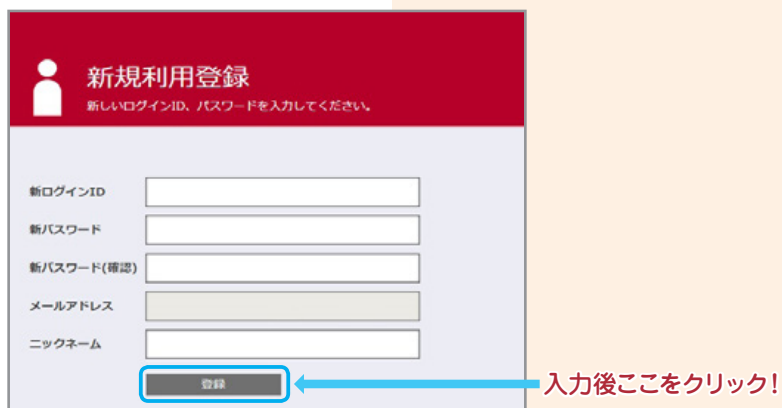 新規利用登録
新しいログインID、パスワードを入力してください。
新ログインID
新パスワード
新パスワード(確認)
メールアドレス
ニックネーム
登録
入力後ここをクリック！